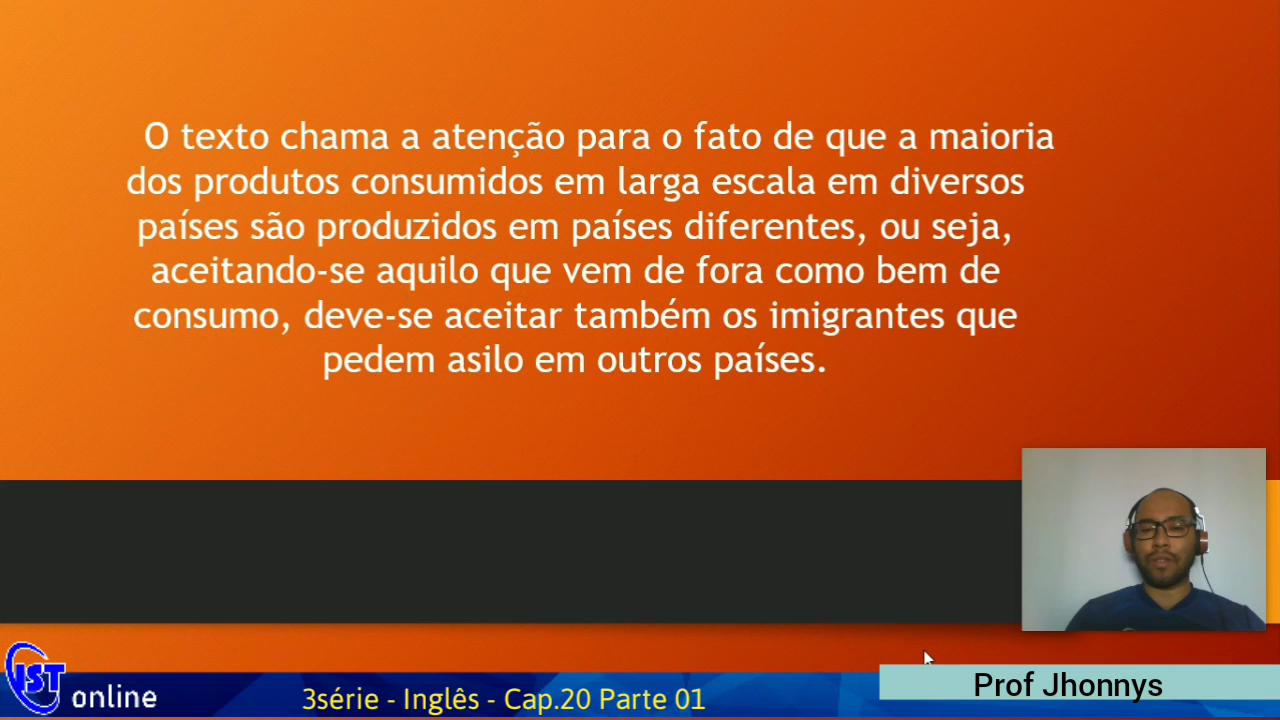 O texto chama a atenção para o fato de que a maioria
dos produtos consumidos em larga escala em diversos
países são produzidos em países diferentes, ou seja,
aceitando-se aquilo que vem de fora como bem de
consumo, deve-se aceitar também os imigrantes que
pedem asilo em outros países.
IST
online
3série - Inglês - Cap.20 Parte 01
Prof Jhonnys